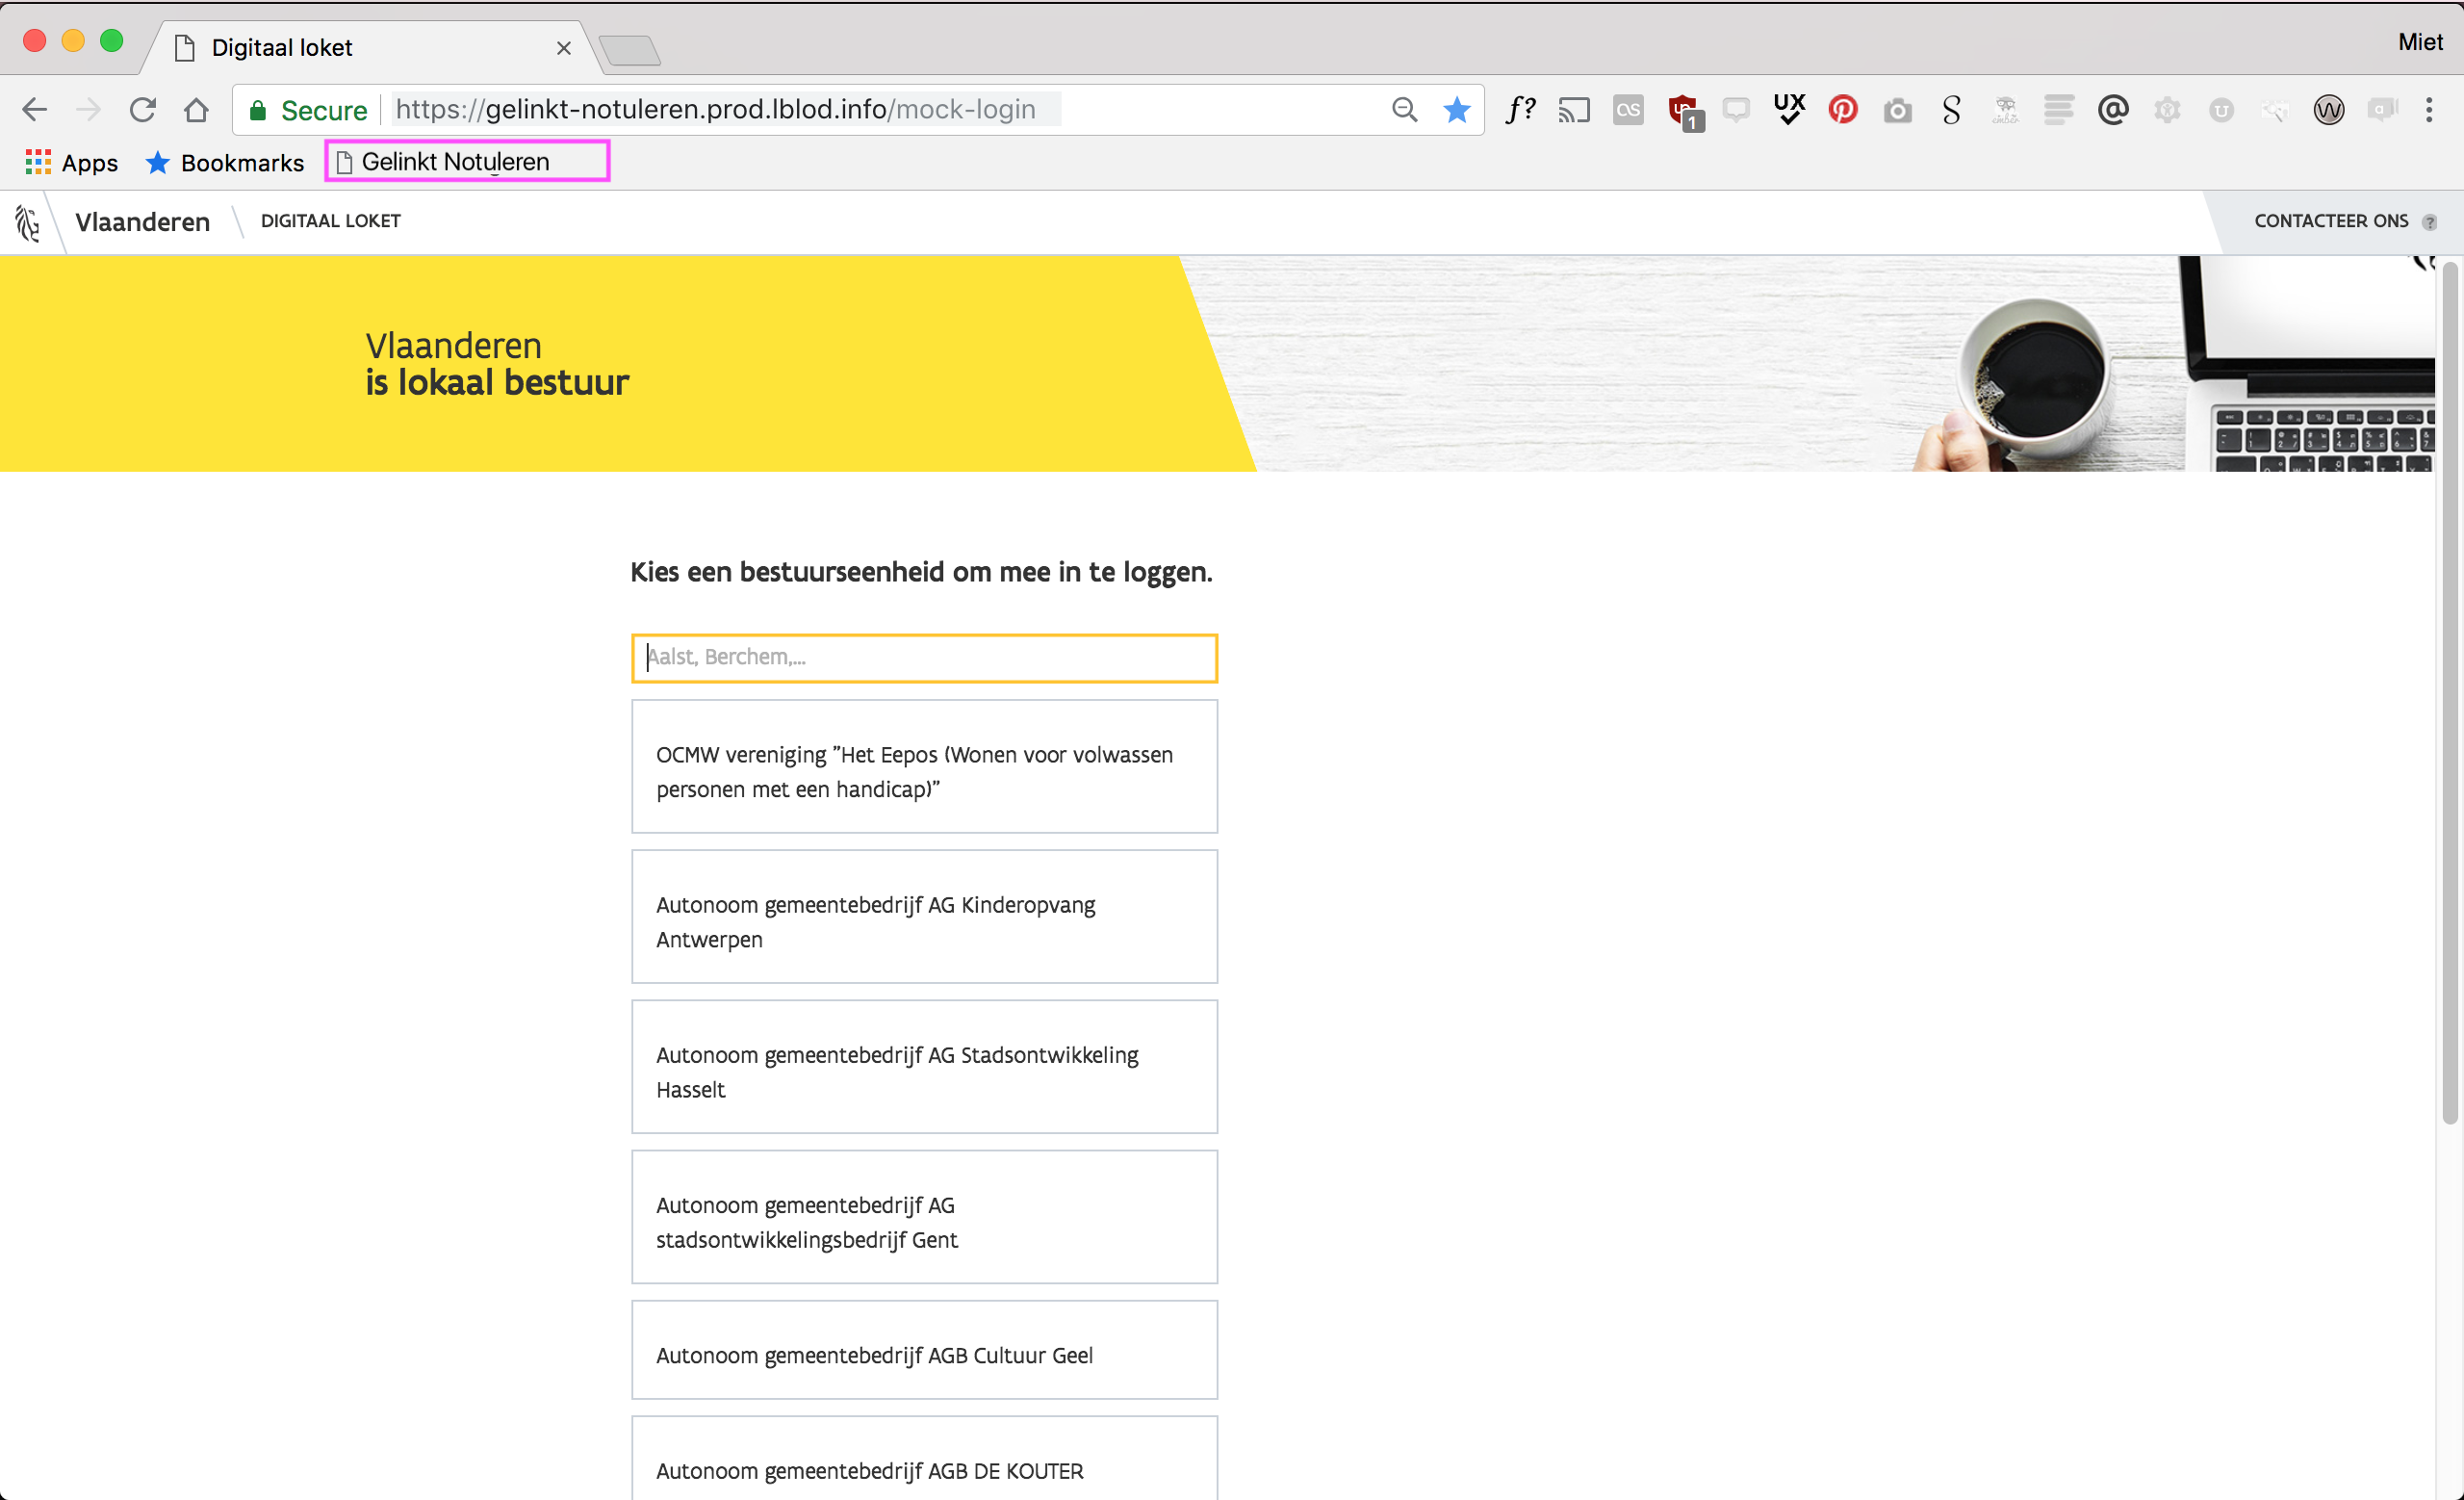 Digitaal loket
Miet
Secure
https://gelinkt-notuleren.prod.lblod.info/mock-login
f?
UX
1
Apps
Bookmarks
Gelinkt Notuleren
Vlaanderen
DIGITAAL LOKET
CONTACTEER ONS ?
Vlaanderen
is lokaal bestuur
Kies een bestuurseenheid om mee in te loggen.
Aalst, Berchem,...
OCMW vereniging ”Het Eepos (Wonen voor volwassen
personen met een handicap)”
Autonoom gemeentebedrijf AG Kinderopvang
Antwerpen
Autonoom gemeentebedrijf AG Stadsontwikkeling
Hasselt
Autonoom gemeentebedrijf AG
stadsontwikkelingsbedrijf Gent
Autonoom gemeentebedrijf AGB Cultuur Geel
Autonoom gemeentebedrijf AGB DE KOUTER